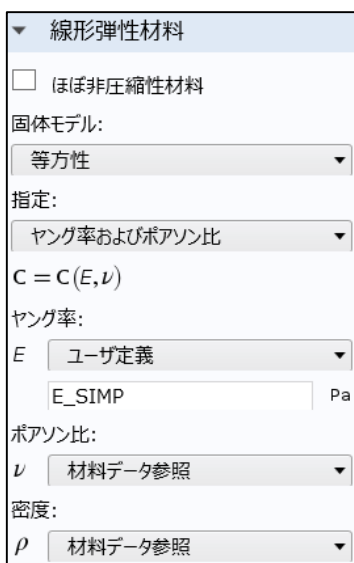 線形弾性材料
ほぼ非圧縮性材料
固体モデル:
等方性
指定:
ヤング率およびポアソン比
C = C(E,ν)
ヤング率:
E ユーザ定義
E_SIMP Pa
ポアソン比:
ν 材料データ参照
密度:
ρ 材料データ参照